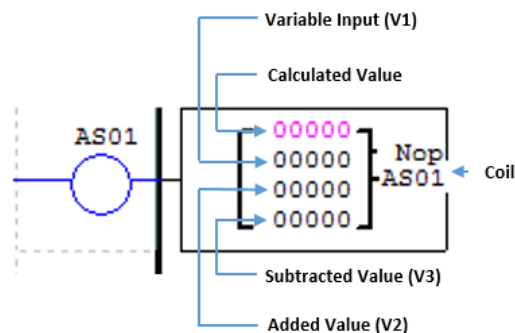 Variable Input (V1)
Calculated Value
AS01
00000
00000
Nop
00000
AS01
Coil
00000
Subtracted Value (V3)
Added Value (V2)